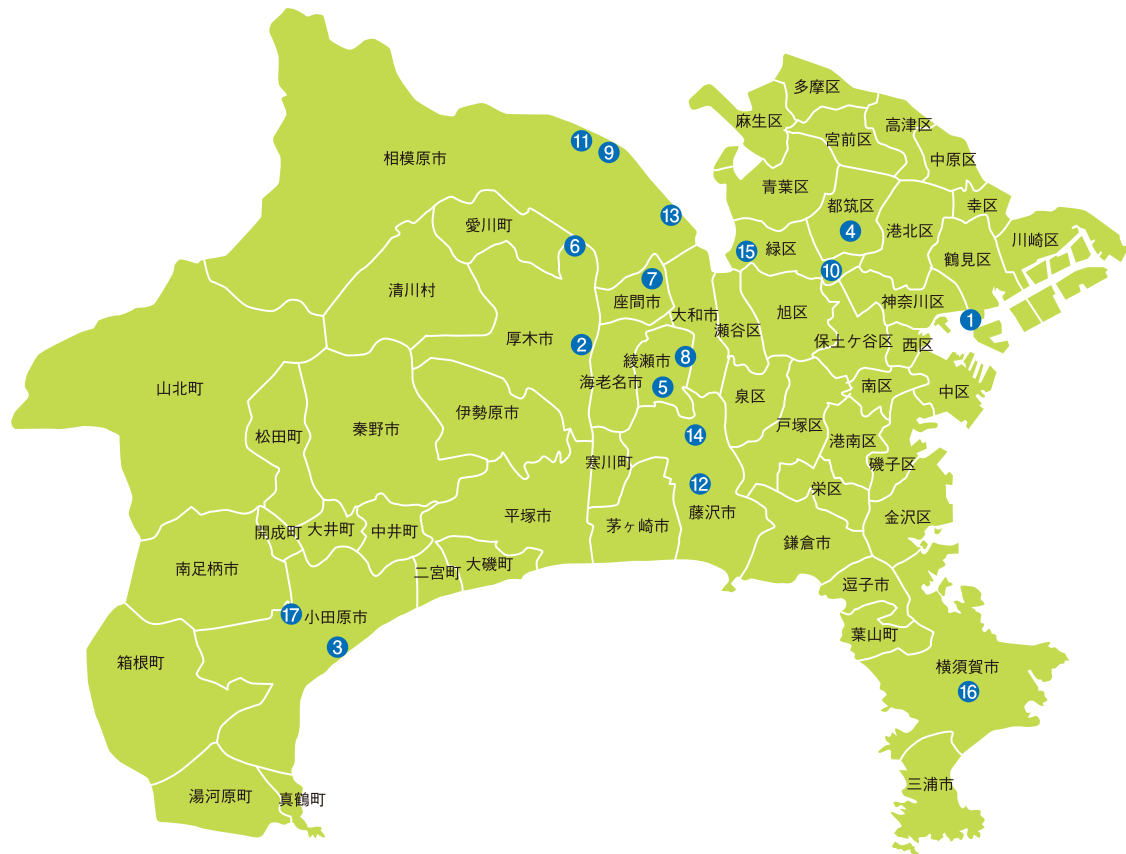 多摩区
麻生区
高津区
宮前区
中原区
相模原市
11
9
青葉区
都筑区
幸区
13
4
愛川町
港北区
川崎区
6
15
緑区
鶴見区
7
10
清川村
座間市
神奈川区
大和市
旭区
1
瀬谷区
厚木市
2
保土ケ谷区
西区
綾瀬市
8
海老名市
5
南区
山北町
泉区
中区
伊勢原市
松田町
秦野市
14
戸塚区
港南区
寒川町
磯子区
12
栄区
平塚市
茅ヶ崎市
藤沢市
金沢区
開成町
大井町
中井町
鎌倉市
南足柄市
二宮町
大磯町
逗子市
17
小田原市
葉山町
3
箱根町
横須賀市
16
三浦市
湯河原町
真鶴町